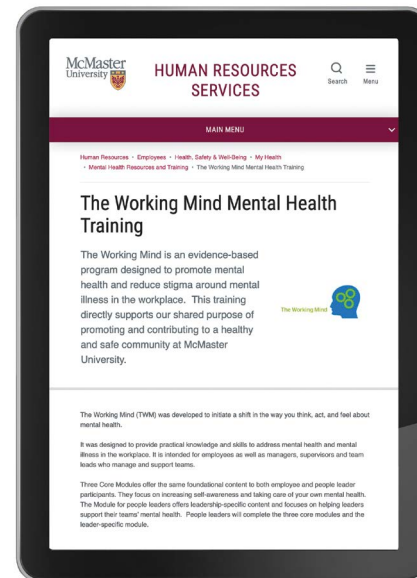 McMaster
University
HUMAN RESOURCES
SERVICES
Search
Menu
MAIN MENU
Human Resources • Employees • Health, Safety & Well-Being • My Health
• Mental Health Resources and Training • The Working Mind Mental Health Training
The Working Mind Mental Health
Training
The Working Mind is an evidence-based
program designed to promote mental
health and reduce stigma around mental
illness in the workplace. This training
directly supports our shared purpose of
promoting and contributing to a healthy
and safe community at McMaster
University.
The Working Mind
The Working Mind (TWM) was developed to initiate a shift in the way you think, act, and feel about
mental health.
It was designed to provide practical knowledge and skills to address mental health and mental
illness in the workplace. It is intended for employees as well as managers, supervisors and team
leads who manage and support teams.
Three Core Modules offer the same foundational content to both employee and people leader
participants. They focus on increasing self-awareness and taking care of your own mental health.
The Module for people leaders offers leadership-specific content and focuses on helping leaders
support their teams' mental health. People leaders will complete the three core modules and the
leader-specific module.